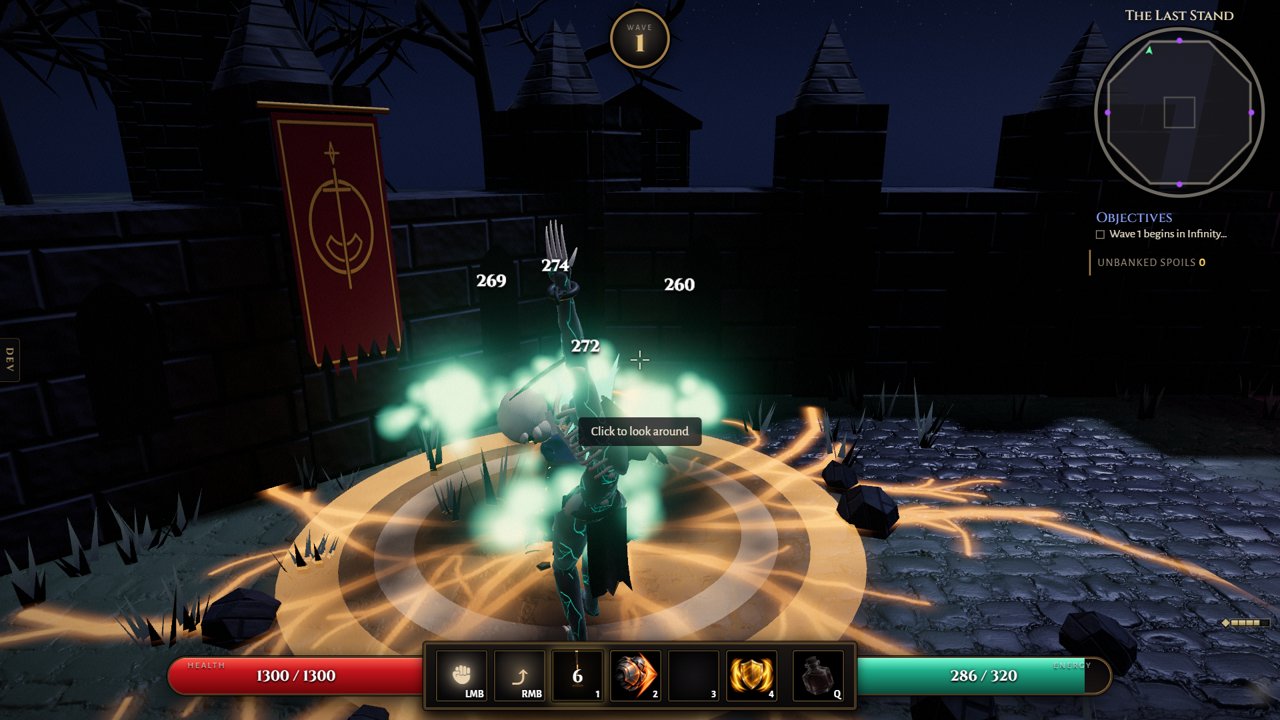 THE LAST STAND
WAVE
1
OBJECTIVES
Wave 1 begins in Infinity...
UNBANKED SPOILS 0
269
274
260
272
Click to look around
DEV
HEALTH
1300 / 1300
LMB
RMB
6
1
2
3
4
Q
ENERGY
286 / 320